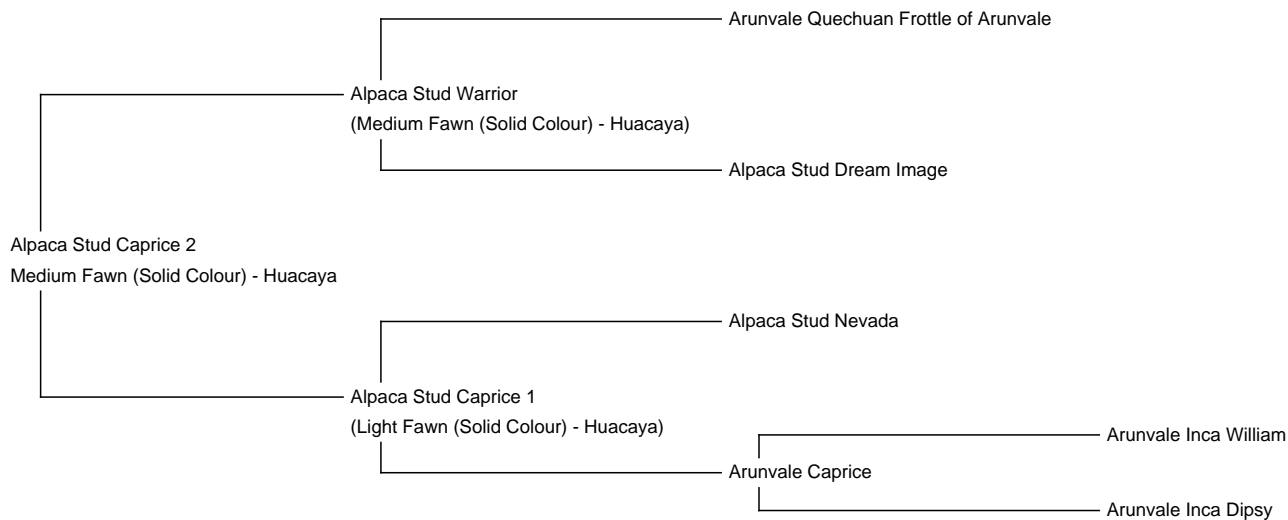 Arunvale Quechuan Frottle of Arunvale
Alpaca Stud Warrior
(Medium Fawn (Solid Colour) - Huacaya)
Alpaca Stud Dream Image
Alpaca Stud Caprice 2
Medium Fawn (Solid Colour) - Huacaya
Alpaca Stud Nevada
Alpaca Stud Caprice 1
(Light Fawn (Solid Colour) - Huacaya)
Arunvale Inca William
Arunvale Caprice
Arunvale Inca Dipsy